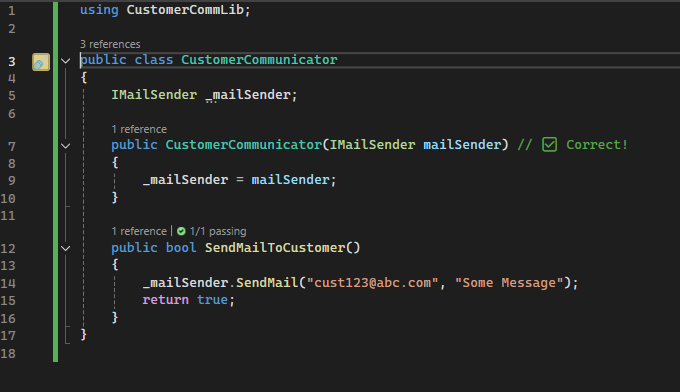 1 using CustomerCommLib;
2
3 references
3 public class CustomerCommunicator
4 {
5 IMailSender _mailSender;
6
1 reference
7 public CustomerCommunicator(IMailSender mailSender) // ✅ Correct!
8 {
9 _mailSender = mailSender;
10 }
11
1 reference | 1/1 passing
12 public bool SendMailToCustomer()
13 {
14 _mailSender.SendMail("cust123@abc.com", "Some Message");
15 return true;
16 }
17 }
18